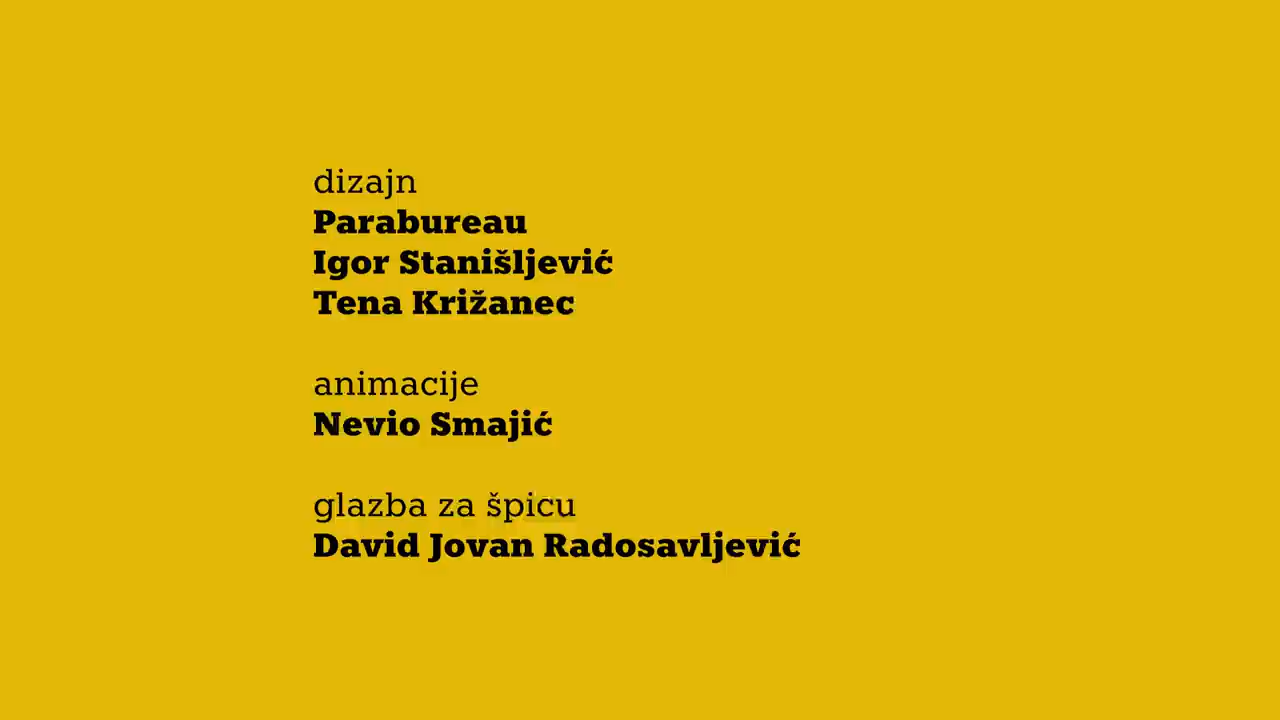 dizajn
Parabureau
Igor Stanišljević
Tena Križanec
animacije
Nevio Smajić
glazba za špicu
David Jovan Radosavljević